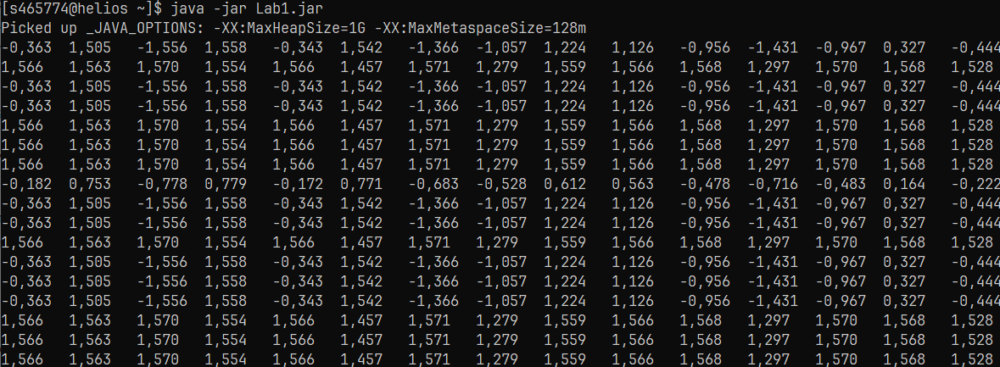 [s465774@helios ~]$ java -jar Lab1.jar
Picked up _JAVA_OPTIONS: -XX:MaxHeapSize=1G -XX:MaxMetaspaceSize=128m
-0,363 1,505 -1,556 1,558 -0,343 1,542 -1,366 -1,057 1,224 1,126 -0,956 -1,431 -0,967 0,327 -0,444
1,566 1,563 1,570 1,554 1,566 1,457 1,571 1,279 1,559 1,566 1,568 1,297 1,570 1,568 1,528
-0,363 1,505 -1,556 1,558 -0,343 1,542 -1,366 -1,057 1,224 1,126 -0,956 -1,431 -0,967 0,327 -0,444
-0,363 1,505 -1,556 1,558 -0,343 1,542 -1,366 -1,057 1,224 1,126 -0,956 -1,431 -0,967 0,327 -0,444
1,566 1,563 1,570 1,554 1,566 1,457 1,571 1,279 1,559 1,566 1,568 1,297 1,570 1,568 1,528
1,566 1,563 1,570 1,554 1,566 1,457 1,571 1,279 1,559 1,566 1,568 1,297 1,570 1,568 1,528
1,566 1,563 1,570 1,554 1,566 1,457 1,571 1,279 1,559 1,566 1,568 1,297 1,570 1,568 1,528
-0,182 0,753 -0,778 0,779 -0,172 0,771 -0,683 -0,528 0,612 0,563 -0,478 -0,716 -0,483 0,164 -0,222
-0,363 1,505 -1,556 1,558 -0,343 1,542 -1,366 -1,057 1,224 1,126 -0,956 -1,431 -0,967 0,327 -0,444
-0,363 1,505 -1,556 1,558 -0,343 1,542 -1,366 -1,057 1,224 1,126 -0,956 -1,431 -0,967 0,327 -0,444
1,566 1,563 1,570 1,554 1,566 1,457 1,571 1,279 1,559 1,566 1,568 1,297 1,570 1,568 1,528
-0,363 1,505 -1,556 1,558 -0,343 1,542 -1,366 -1,057 1,224 1,126 -0,956 -1,431 -0,967 0,327 -0,444
-0,363 1,505 -1,556 1,558 -0,343 1,542 -1,366 -1,057 1,224 1,126 -0,956 -1,431 -0,967 0,327 -0,444
-0,363 1,505 -1,556 1,558 -0,343 1,542 -1,366 -1,057 1,224 1,126 -0,956 -1,431 -0,967 0,327 -0,444
1,566 1,563 1,570 1,554 1,566 1,457 1,571 1,279 1,559 1,566 1,568 1,297 1,570 1,568 1,528
1,566 1,563 1,570 1,554 1,566 1,457 1,571 1,279 1,559 1,566 1,568 1,297 1,570 1,568 1,528
1,566 1,563 1,570 1,554 1,566 1,457 1,571 1,279 1,559 1,566 1,568 1,297 1,570 1,568 1,528